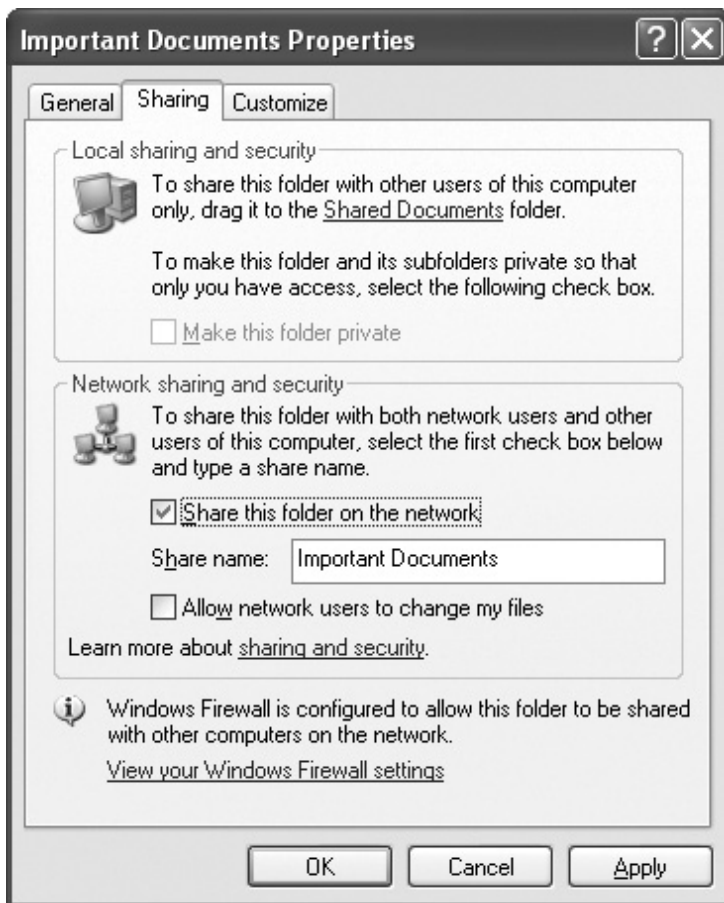 Important Documents Properties
General Sharing Customize
Local sharing and security
To share this folder with other users of this computer
only, drag it to the Shared Documents folder.
To make this folder and its subfolders private so that
only you have access, select the following check box.
Make this folder private
Network sharing and security
To share this folder with both network users and other
users of this computer, select the first check box below
and type a share name.
Share this folder on the network
Share name: Important Documents
Allow network users to change my files
Learn more about sharing and security.
Windows Firewall is configured to allow this folder to be shared
with other computers on the network.
View your Windows Firewall settings
OK Cancel Apply